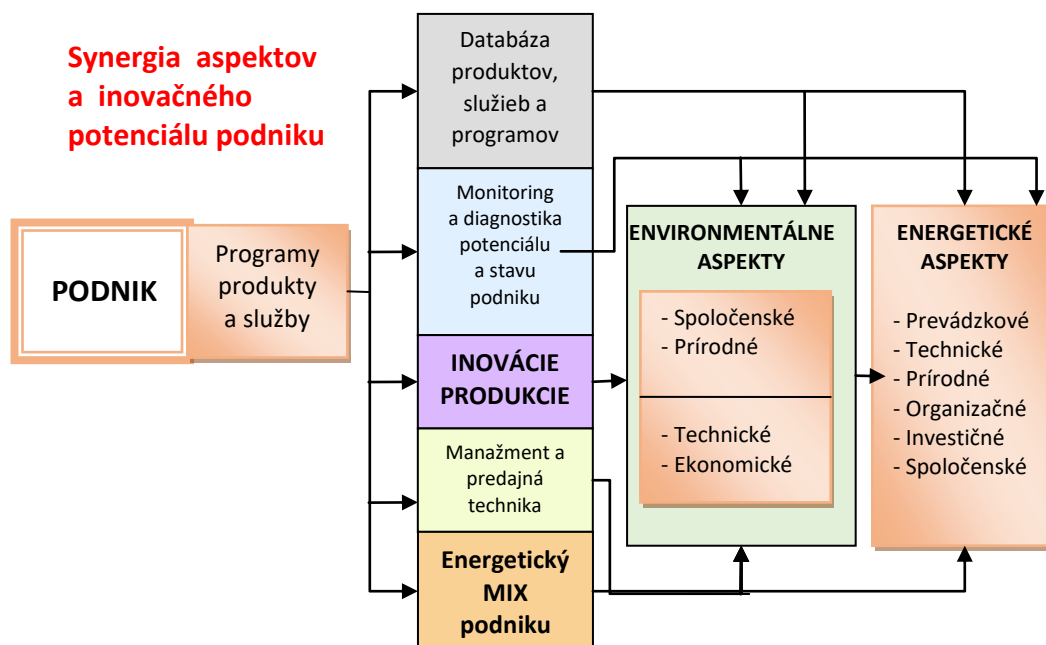 Synergia aspektov
a inovačného
potenciálu podniku
PODNIK
Programy
produkty
a služby
Databáza
produktov,
služieb a
programov
Monitoring
a diagnostika
potenciálu
a stavu
podniku
INOVÁCIE
PRODUKCIE
Manažment a
predajná
technika
Energetický
MIX
podniku
ENVIRONMENTÁLNE
ASPEKTY
- Spoločenské
- Prírodné
- Technické
- Ekonomické
ENERGETICKÉ
ASPEKTY
- Prevádzkové
- Technické
- Prírodné
- Organizačné
- Investičné
- Spoločenské